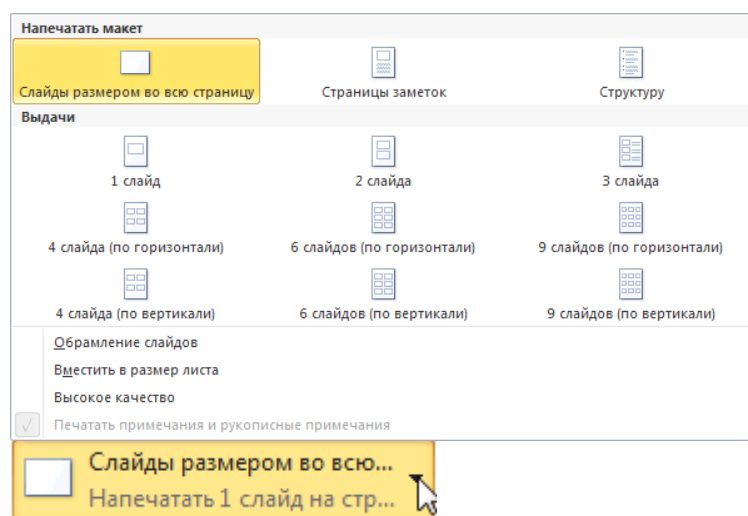 Напечатать макет
Слайды размером во всю страницу
Страницы заметок
Структуру
Выдачи
1 слайд
2 слайда
3 слайда
4 слайда (по горизонтали)
6 слайдов (по горизонтали)
9 слайдов (по горизонтали)
4 слайда (по вертикали)
6 слайдов (по вертикали)
9 слайдов (по вертикали)
Обрамление слайдов
Вместить в размер листа
Высокое качество
Печатать примечания и рукописные примечания
Слайды размером во всю...
Напечатать 1 слайд на стр...